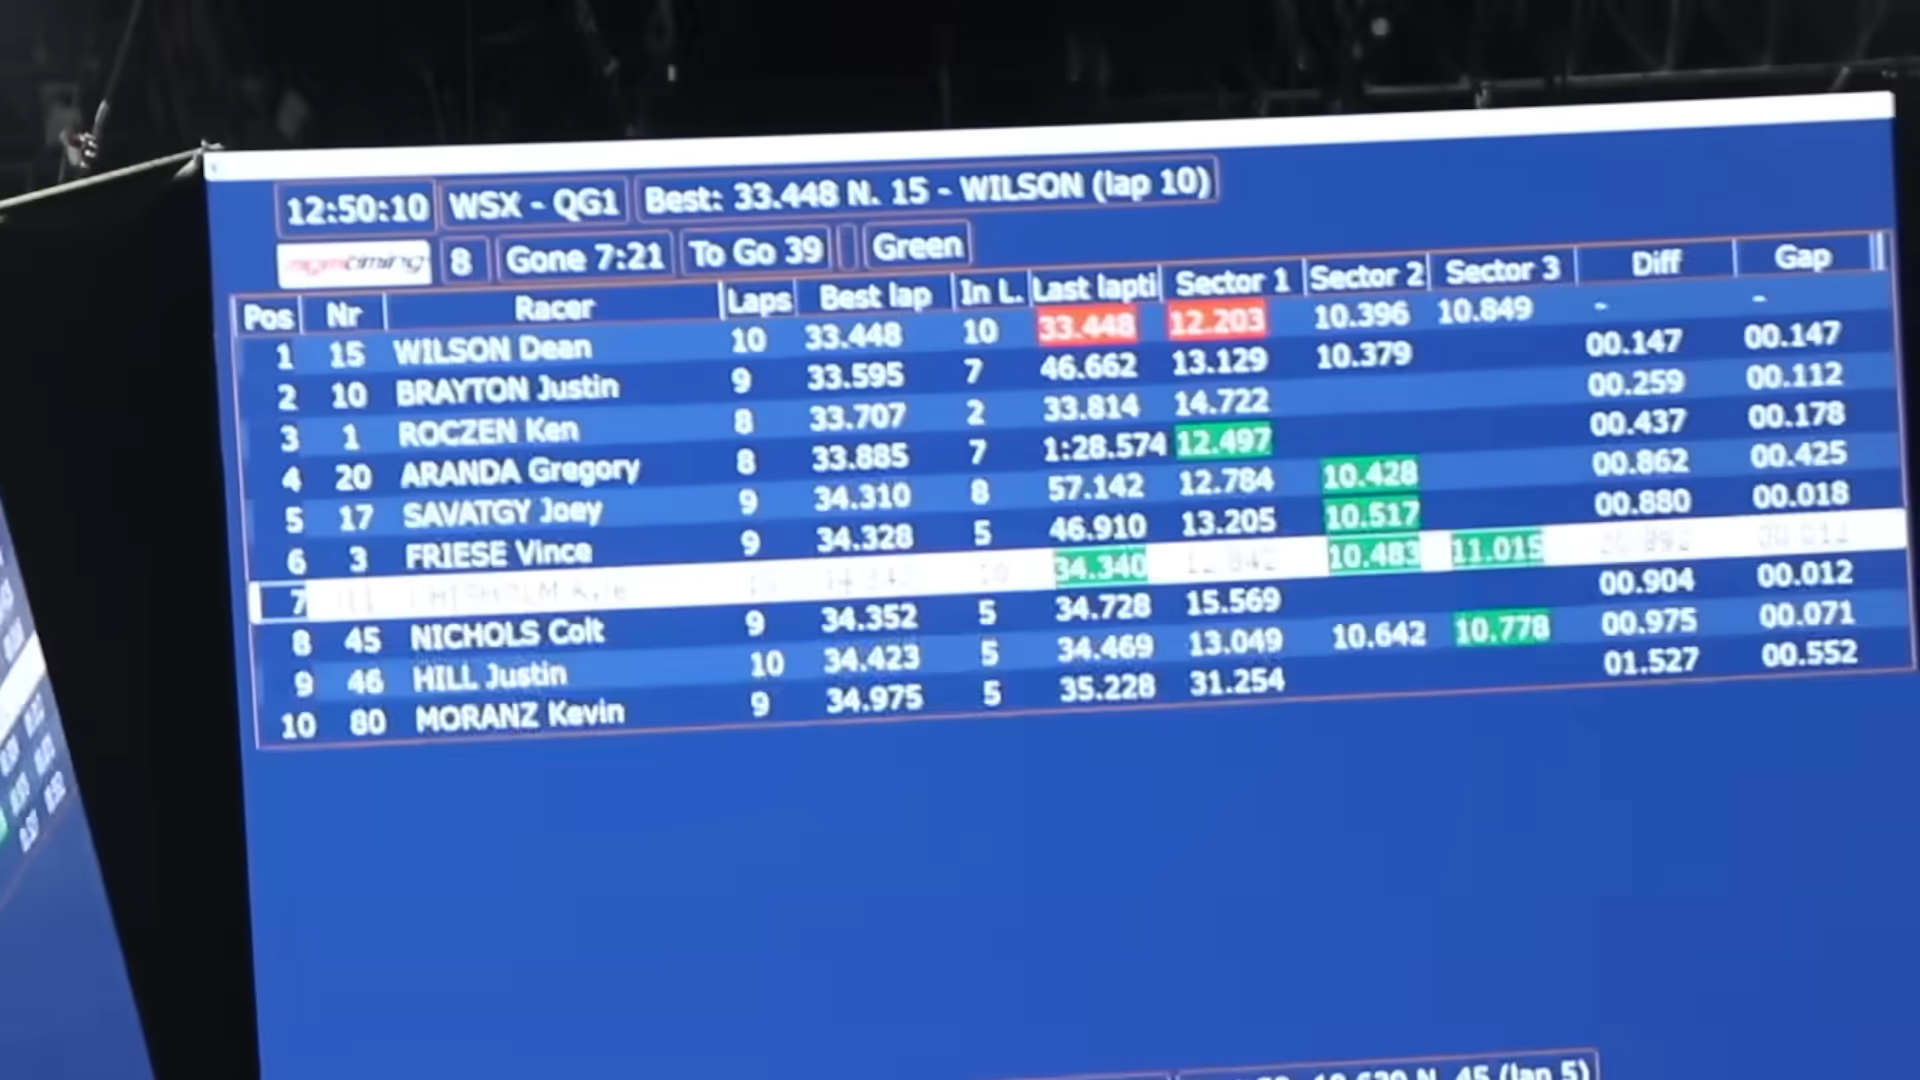 12:50:10 WSX - QG1 Best: 33.448 N. 15 - WILSON (lap 10)
mgmtiming 8 Gone 7:21 To Go 39 Green
Pos Nr Racer Laps Best lap In L. Last lapti Sector 1 Sector 2 Sector 3 Diff Gap
1 15 WILSON Dean 10 33.448 10 33.448 12.203 10.396 10.849 - -
2 10 BRAYTON Justin 9 33.595 7 46.662 13.129 10.379 00.147 00.147
3 1 ROCZEN Ken 8 33.707 2 33.814 14.722 00.259 00.112
4 20 ARANDA Gregory 8 33.885 7 1:28.574 12.497 00.437 00.178
5 17 SAVATGY Joey 9 34.310 8 57.142 12.784 10.428 00.862 00.425
6 3 FRIESE Vince 9 34.328 5 46.910 13.205 10.517 00.880 00.018
7 CHISHOLM Kyle 34.340 12.842 10.483 11.015
8 45 NICHOLS Colt 9 34.352 5 34.728 15.569 00.904 00.012
9 46 HILL Justin 10 34.423 5 34.469 13.049 10.642 10.778 00.975 00.071
10 80 MORANZ Kevin 9 34.975 5 35.228 31.254 01.527 00.552
N. 45 (lap 5)